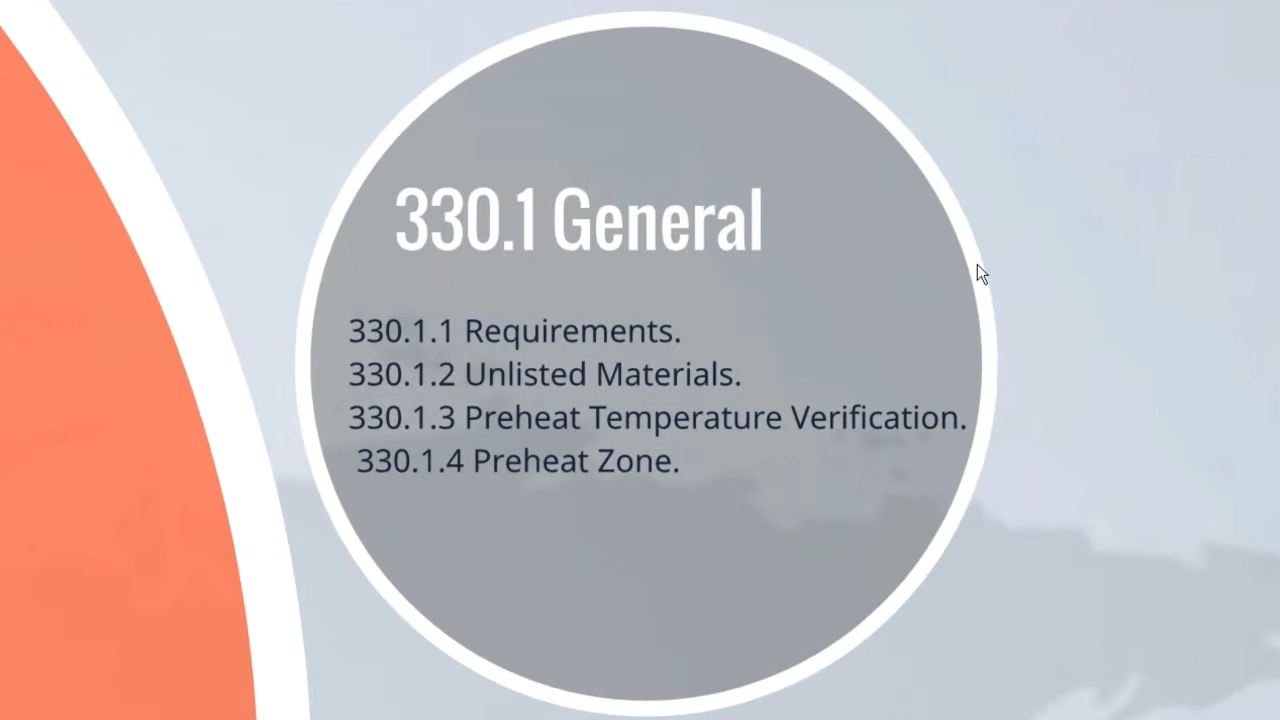 330.1 General
330.1.1 Requirements.
330.1.2 Unlisted Materials.
330.1.3 Preheat Temperature Verification.
330.1.4 Preheat Zone.